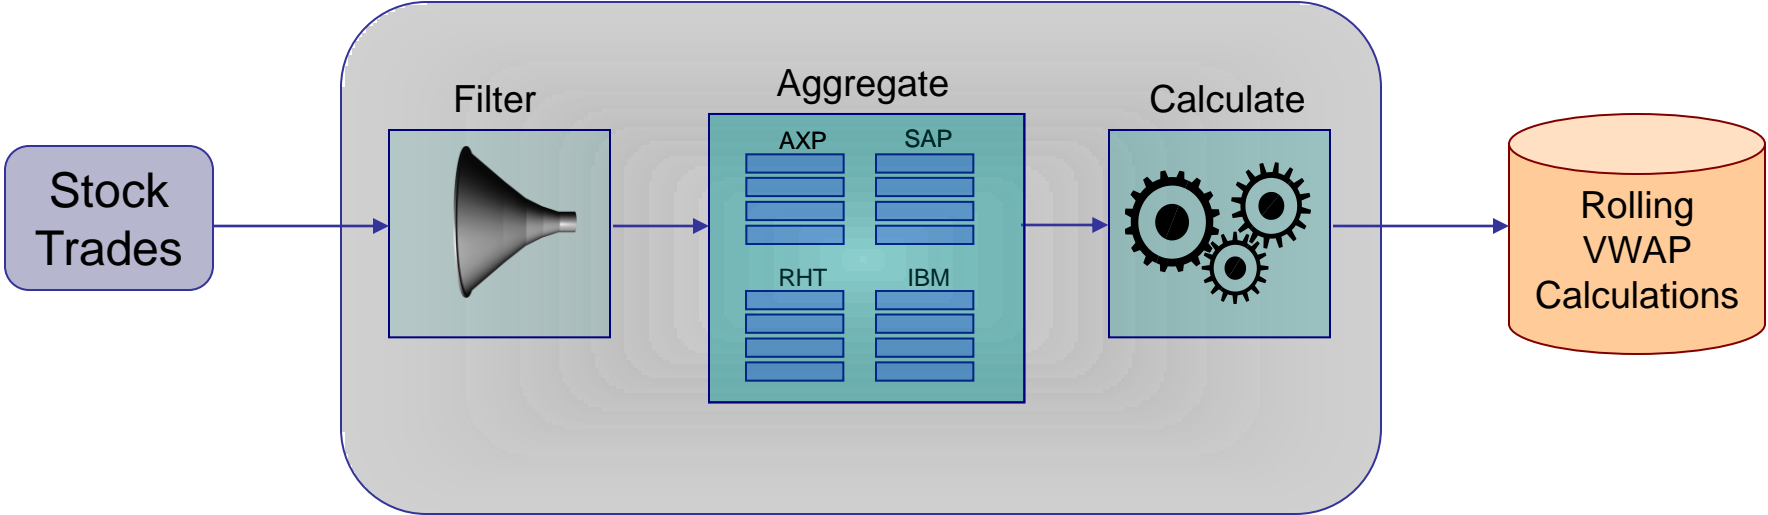 Stock
Trades
Filter
Aggregate
AXP
SAP
RHT
IBM
Calculate
Rolling
VWAP
Calculations